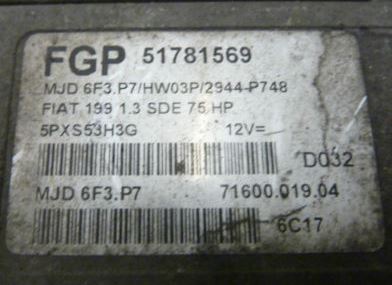 FGP 51781569
MJD 6F3.P7/HW03P/2944-P748
FIAT 199 1.3 SDE 75 HP
5PXS53H3G 12V=
D032
MJD 6F3.P7 71600.019.04
6C17